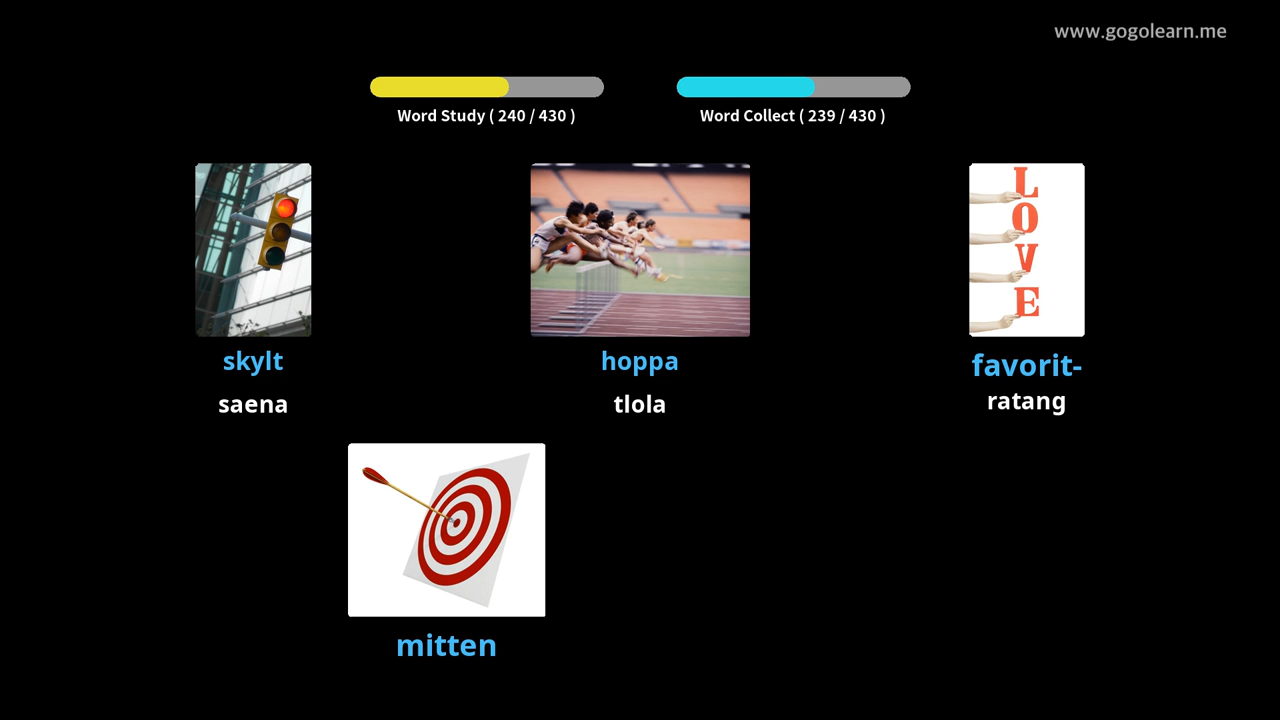 www.gogolearn.me
Word Study ( 240 / 430 )
Word Collect ( 239 / 430 )
L
O
V
E
skylt
hoppa
favorit-
saena
tlola
ratang
mitten